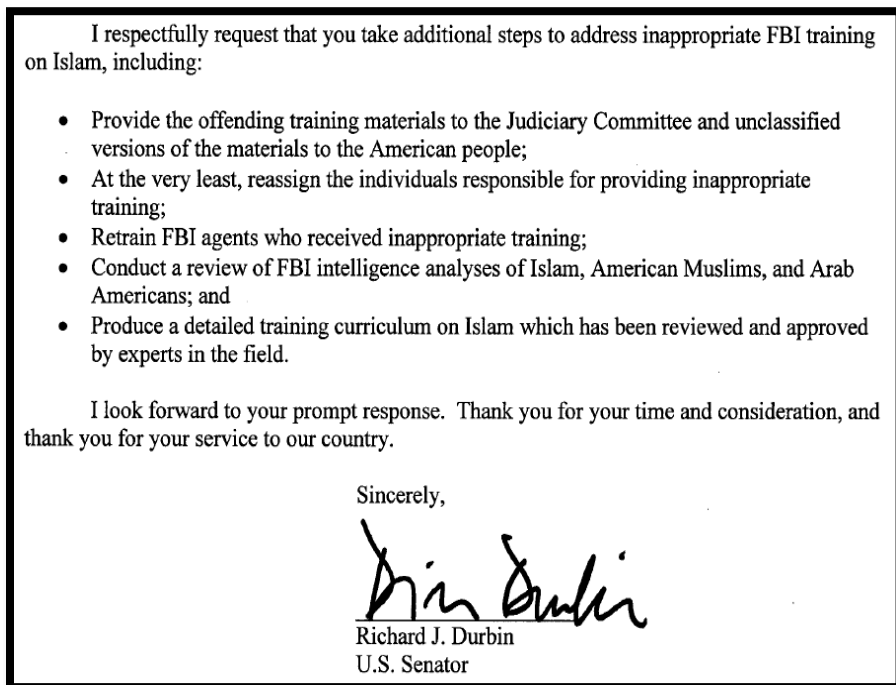 I respectfully request that you take additional steps to address inappropriate FBI training
on Islam, including:
• Provide the offending training materials to the Judiciary Committee and unclassified
versions of the materials to the American people;
• At the very least, reassign the individuals responsible for providing inappropriate
training;
• Retrain FBI agents who received inappropriate training;
• Conduct a review of FBI intelligence analyses of Islam, American Muslims, and Arab
Americans; and
• Produce a detailed training curriculum on Islam which has been reviewed and approved
by experts in the field.
I look forward to your prompt response. Thank you for your time and consideration, and
thank you for your service to our country.
Sincerely,
Dick Durbin
Richard J. Durbin
U.S. Senator